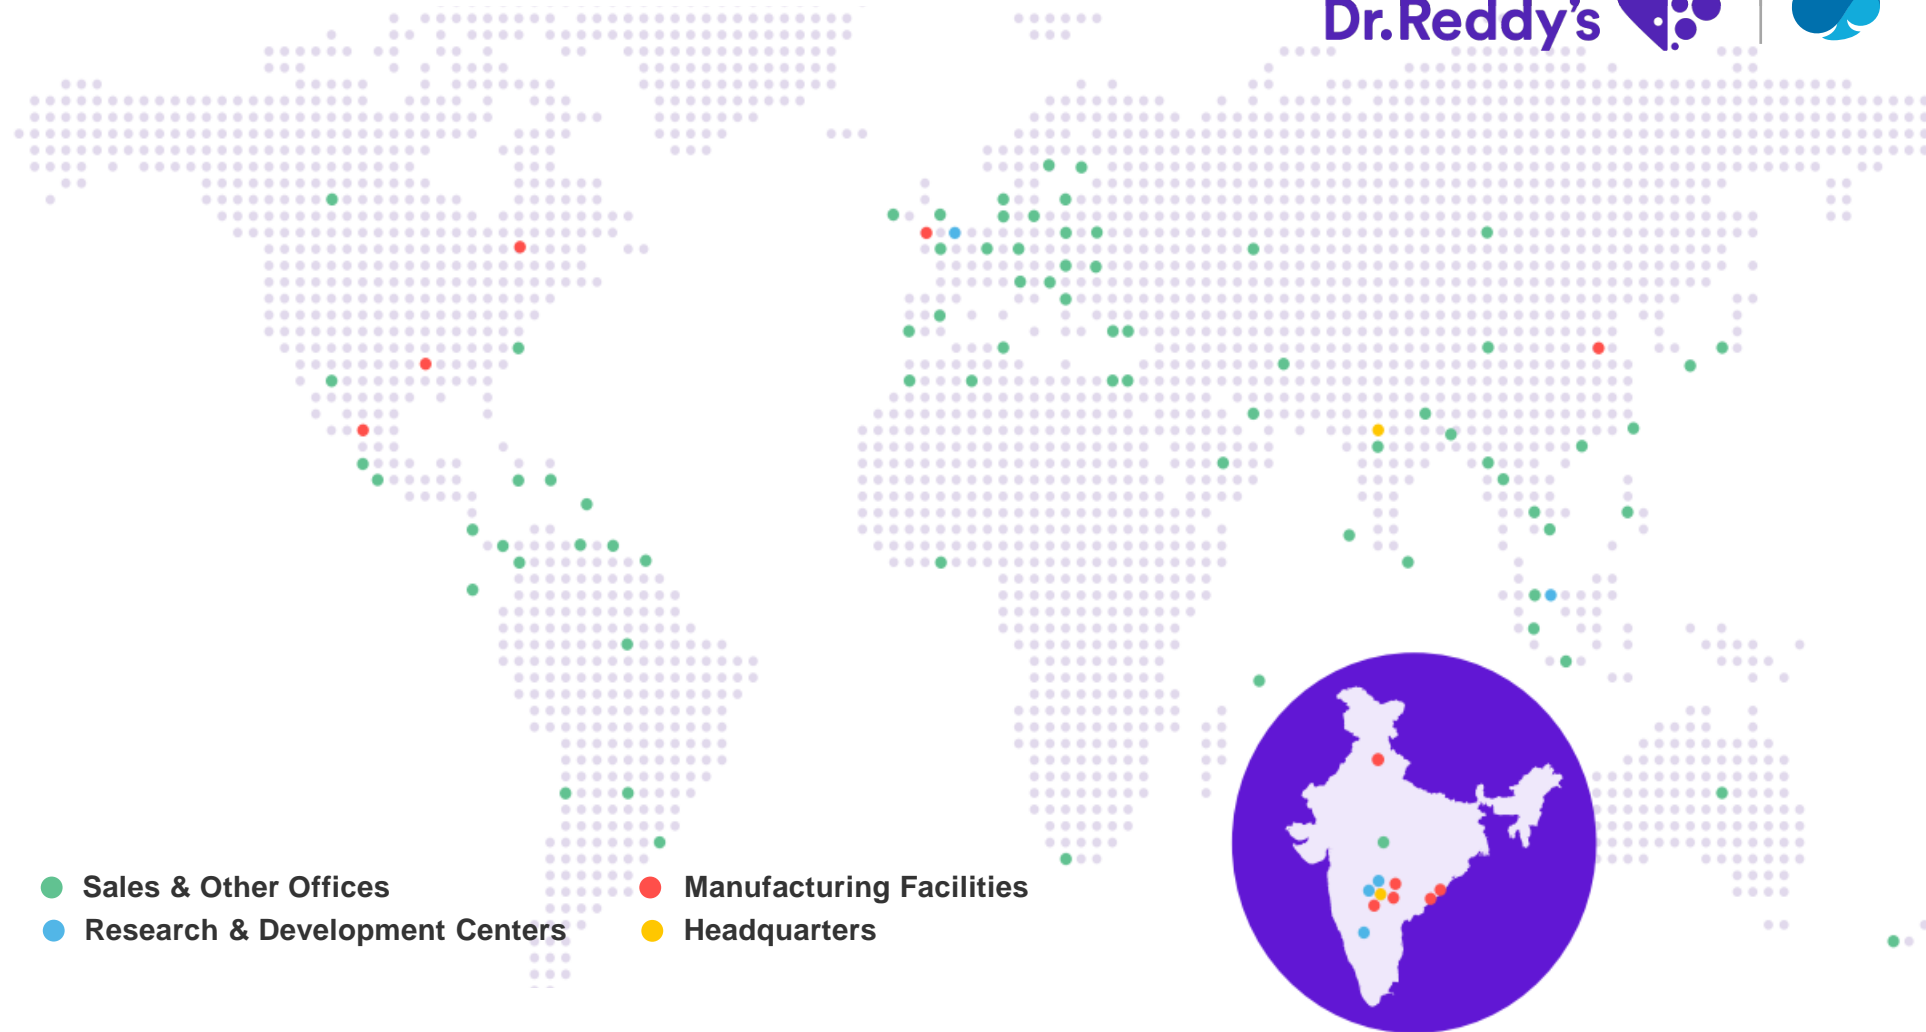 Dr.Reddy's
Sales & Other Offices
Manufacturing Facilities
Research & Development Centers
Headquarters